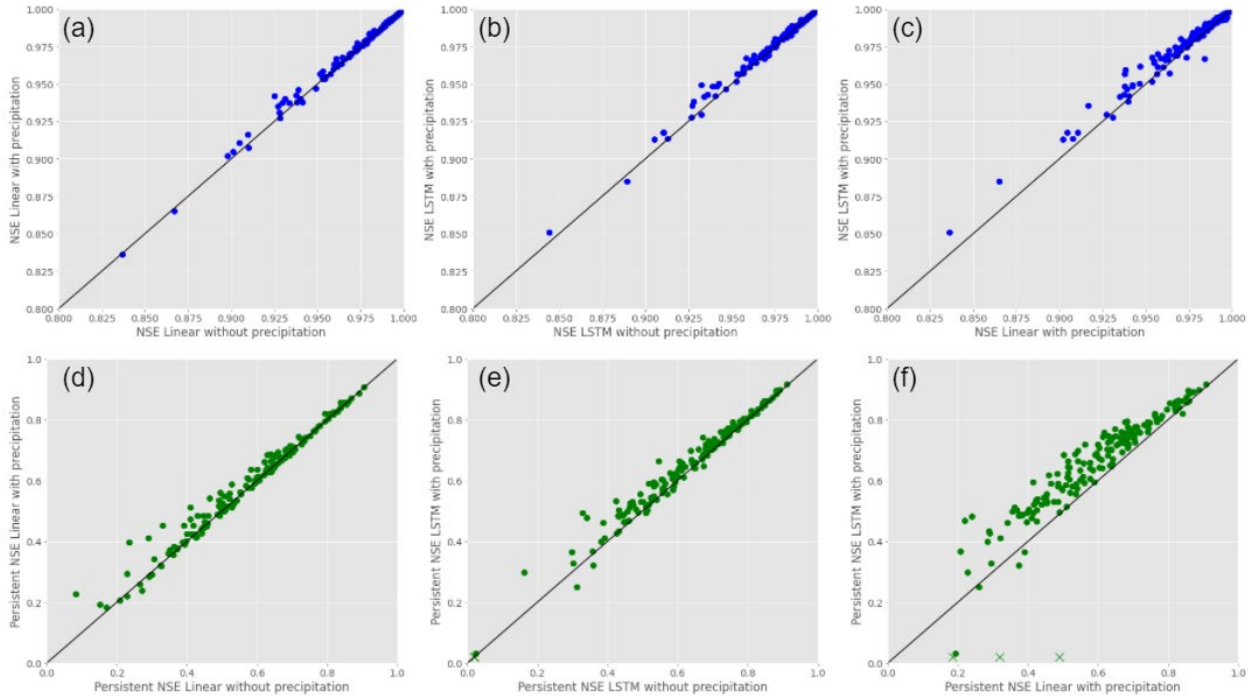 (a)
1.000
0.975
0.950
0.925
0.900
0.875
0.850
0.825
0.800
NSE Linear with precipitation
0.800 0.825 0.850 0.875 0.900 0.925 0.950 0.975 1.000
NSE Linear without precipitation
(b)
1.000
0.975
0.950
0.925
0.900
0.875
0.850
0.825
0.800
NSE LSTM with precipitation
0.800 0.825 0.850 0.875 0.900 0.925 0.950 0.975 1.000
NSE LSTM without precipitation
(c)
1.000
0.975
0.950
0.925
0.900
0.875
0.850
0.825
0.800
NSE LSTM with precipitation
0.800 0.825 0.850 0.875 0.900 0.925 0.950 0.975 1.000
NSE Linear with precipitation
(d)
1.0
0.8
0.6
0.4
0.2
0.0
Persistent NSE Linear with precipitation
0.0 0.2 0.4 0.6 0.8 1.0
Persistent NSE Linear without precipitation
(e)
1.0
0.8
0.6
0.4
0.2
0.0
Persistent NSE LSTM with precipitation
0.0 0.2 0.4 0.6 0.8 1.0
Persistent NSE LSTM without precipitation
(f)
1.0
0.8
0.6
0.4
0.2
0.0
Persistent NSE LSTM with precipitation
0.0 0.2 0.4 0.6 0.8 1.0
Persistent NSE Linear with precipitation